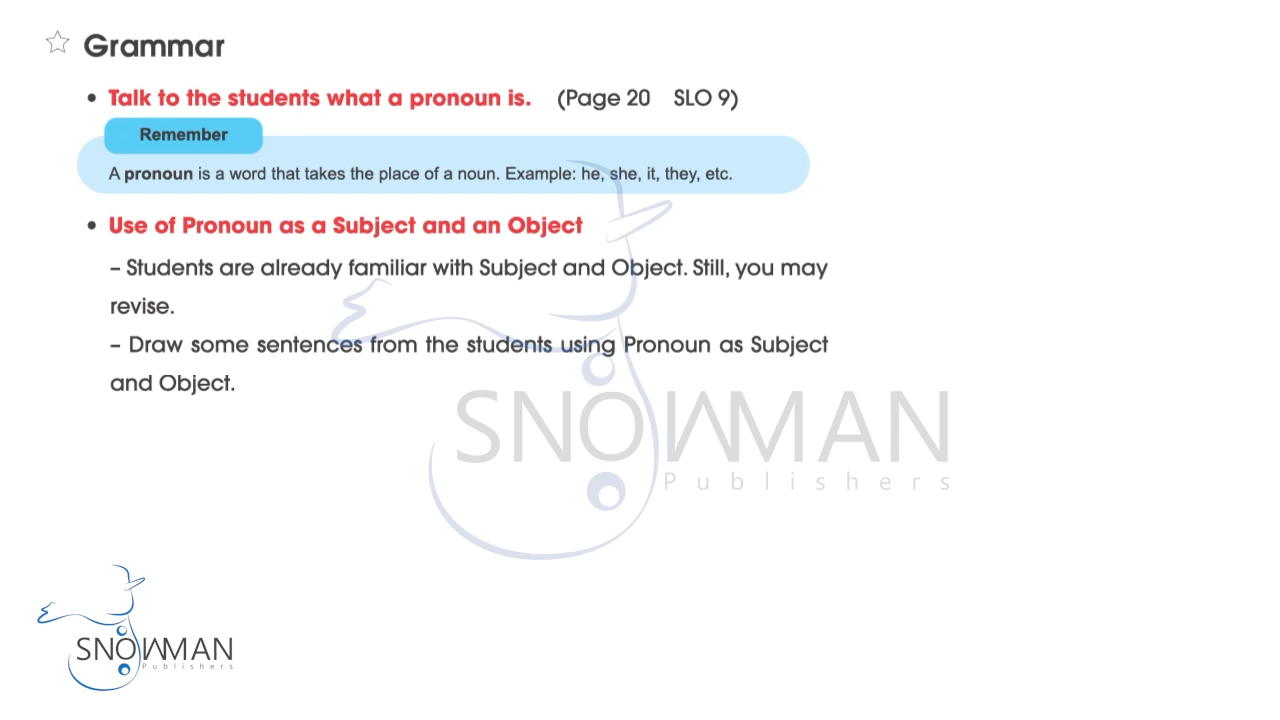 Grammar
• Talk to the students what a pronoun is. (Page 20 SLO 9)
Remember
A pronoun is a word that takes the place of a noun. Example: he, she, it, they, etc.
• Use of Pronoun as a Subject and an Object
– Students are already familiar with Subject and Object. Still, you may
revise.
– Draw some sentences from the students using Pronoun as Subject
and Object.
SNOWMAN
Publishers
SNOWMAN
Publishers